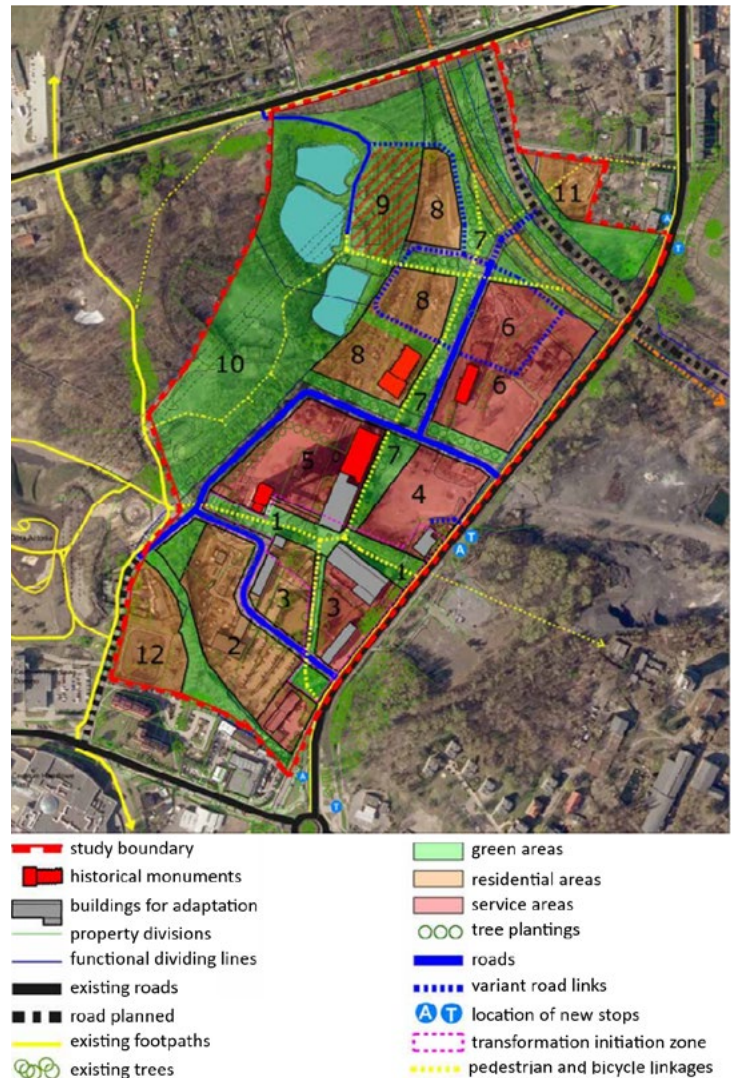 11
A
T
9
8
7
8
6
10
8
6
7
5
7
4
T
A
1
1
3
3
2
12
A
T
study boundary
historical monuments
buildings for adaptation
property divisions
functional dividing lines
existing roads
road planned
existing footpaths
existing trees
green areas
residential areas
service areas
tree plantings
roads
variant road links
A T location of new stops
transformation initiation zone
pedestrian and bicycle linkages